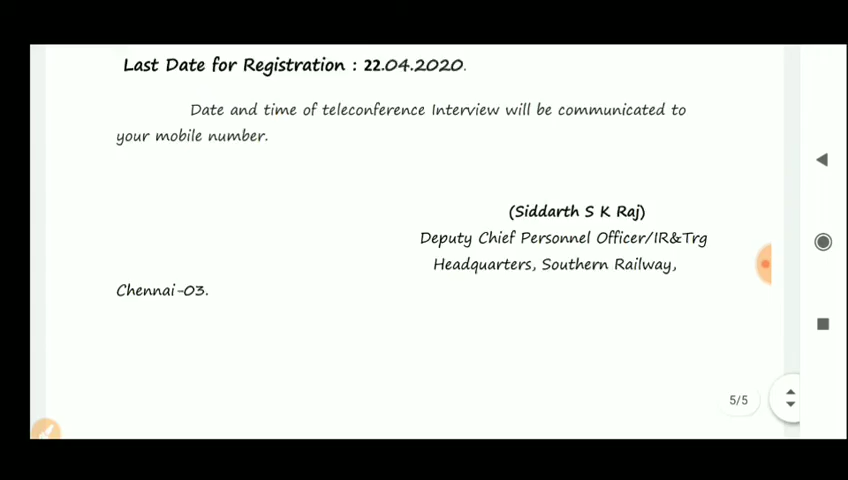 Last Date for Registration : 22.04.2020.
Date and time of teleconference Interview will be communicated to
your mobile number.
(Siddarth S K Raj)
Deputy Chief Personnel Officer/IR&Trg
Headquarters, Southern Railway,
Chennai-03.
5/5